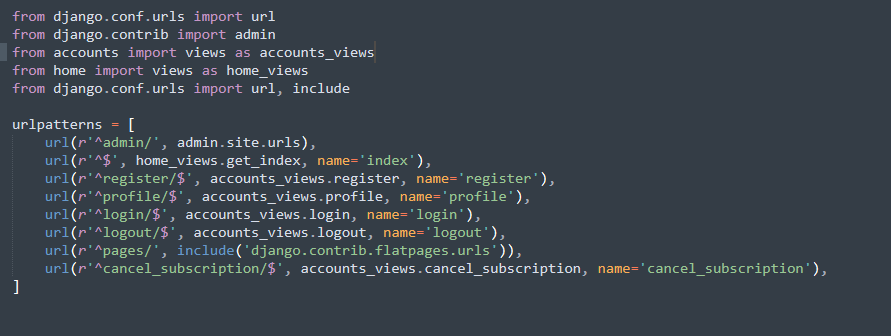 from django.conf.urls import url
from django.contrib import admin
from accounts import views as accounts_views
from home import views as home_views
from django.conf.urls import url, include

urlpatterns = [
    url(r'^admin/', admin.site.urls),
    url(r'^$', home_views.get_index, name='index'),
    url(r'^register/$', accounts_views.register, name='register'),
    url(r'^profile/$', accounts_views.profile, name='profile'),
    url(r'^login/$', accounts_views.login, name='login'),
    url(r'^logout/$', accounts_views.logout, name='logout'),
    url(r'^pages/', include('django.contrib.flatpages.urls')),
    url(r'^cancel_subscription/$', accounts_views.cancel_subscription, name='cancel_subscription'),
]